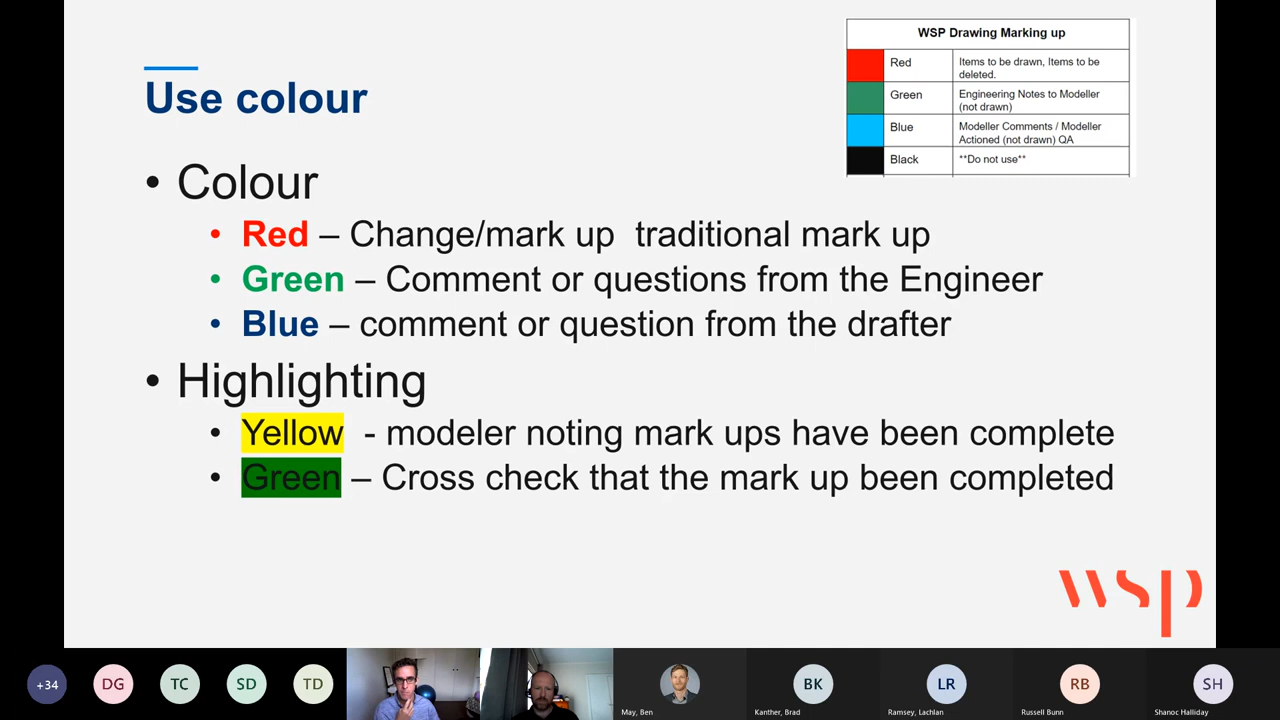 Use colour
WSP Drawing Marking up
Red
Items to be drawn, Items to be
deleted.
Green
Engineering Notes to Modeller
(not drawn)
Blue
Modeller Comments / Modeller
Actioned (not drawn) QA
Black
**Do not use**
• Colour
• Red – Change/mark up traditional mark up
• Green – Comment or questions from the Engineer
• Blue – comment or question from the drafter
• Highlighting
• Yellow - modeler noting mark ups have been complete
• Green – Cross check that the mark up been completed
wsp
+34
DG
TC
SD
TD
May, Ben
BK
Kanther, Brad
LR
Ramsey, Lachlan
RB
Russell Bunn
SH
Shanoc Halliday